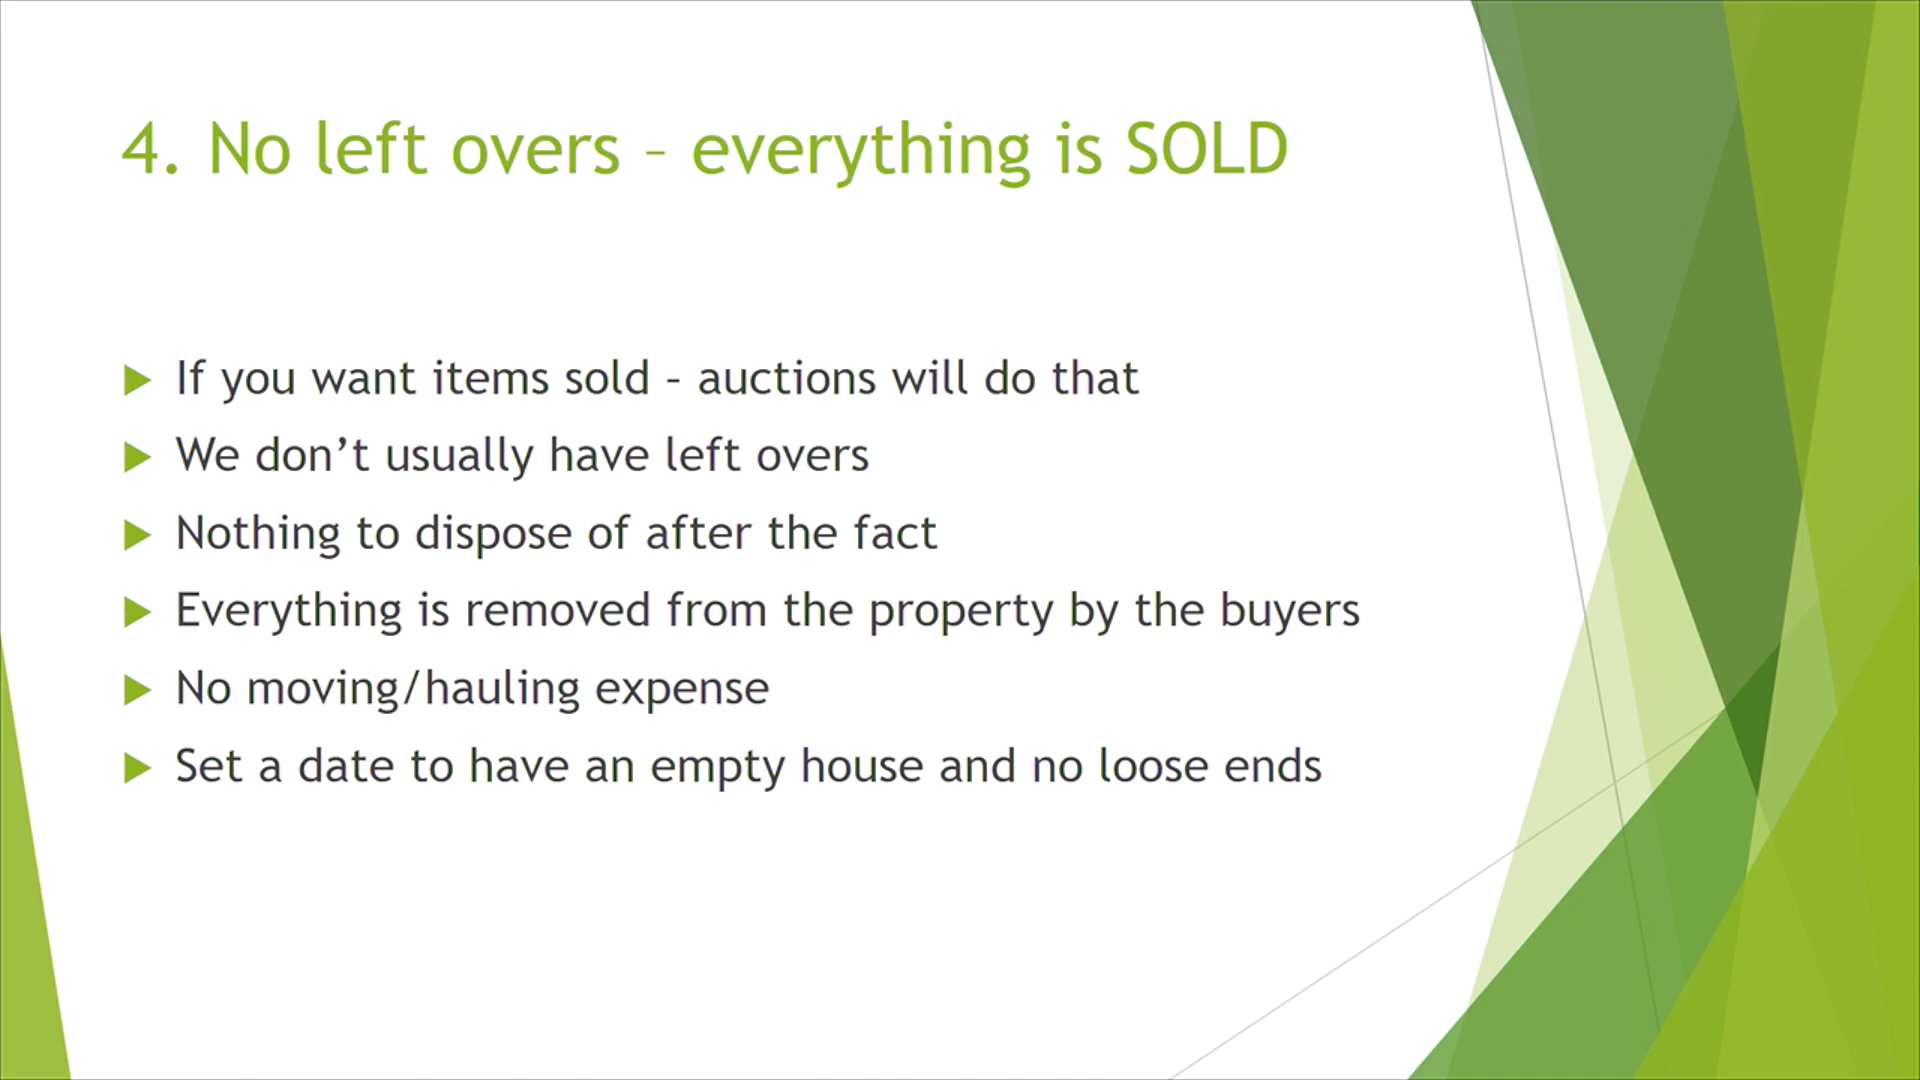 4. No left overs – everything is SOLD
If you want items sold – auctions will do that
We don’t usually have left overs
Nothing to dispose of after the fact
Everything is removed from the property by the buyers
No moving/hauling expense
Set a date to have an empty house and no loose ends